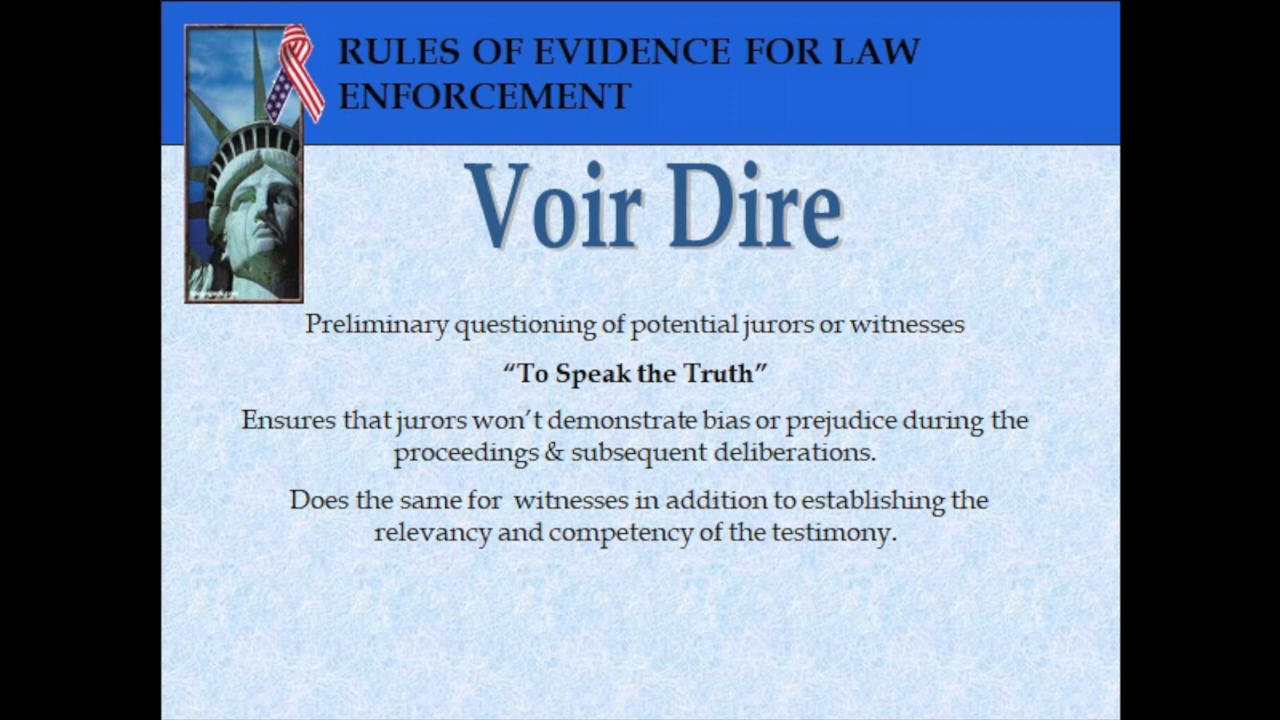 RULES OF EVIDENCE FOR LAW
ENFORCEMENT
Voir Dire
Preliminary questioning of potential jurors or witnesses
“To Speak the Truth”
Ensures that jurors won’t demonstrate bias or prejudice during the
proceedings & subsequent deliberations.
Does the same for witnesses in addition to establishing the
relevancy and competency of the testimony.